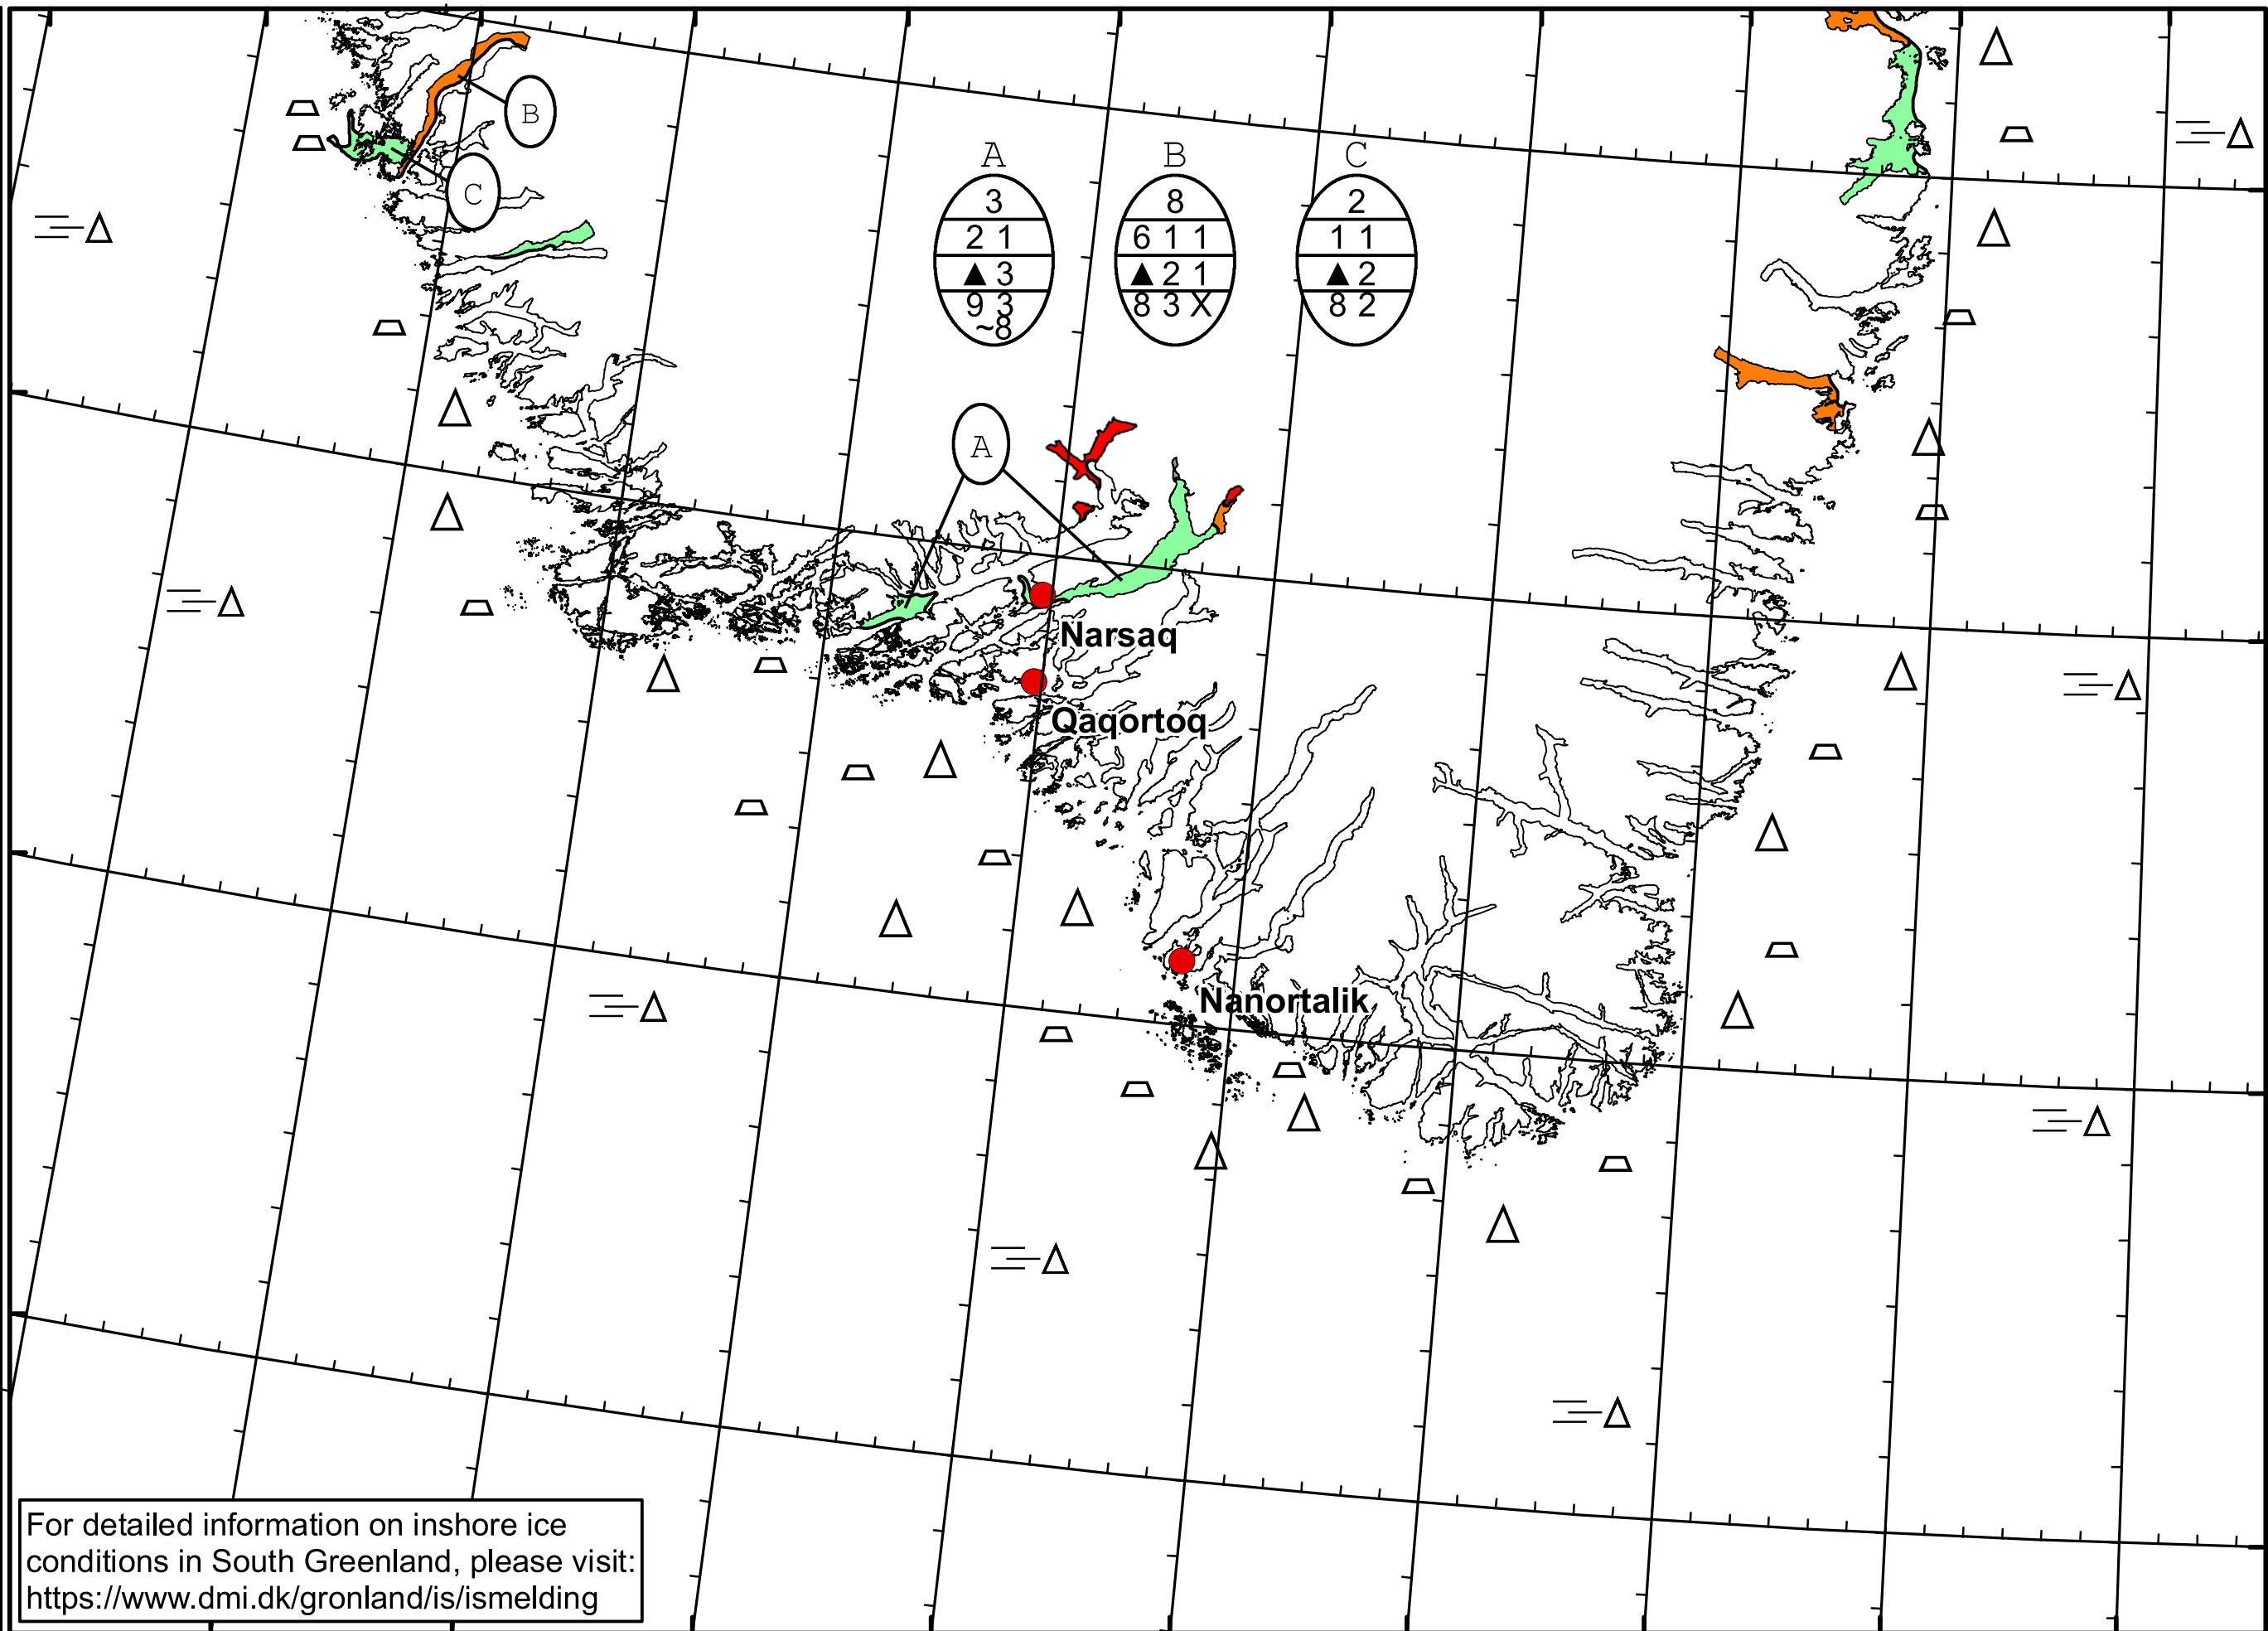 B
C
A B C
3 8 2
2 1 6 1 1 1 1
▲ 3 ▲ 2 1 ▲ 2
9 3 8 3 X 8 2
~8
A
Narsaq
Qaqortoq
Nanortalik
For detailed information on inshore ice
conditions in South Greenland, please visit:
https://www.dmi.dk/gronland/is/ismelding